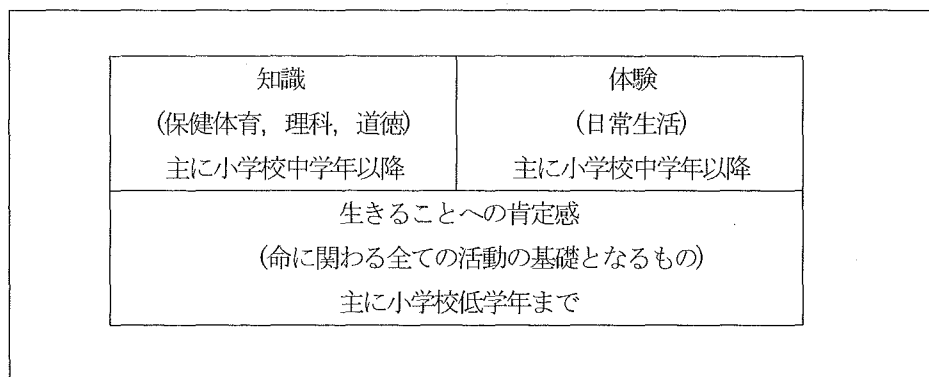 知識
(保健体育，理科，道徳)
主に小学校中学年以降
体験
(日常生活)
主に小学校中学年以降
生きることへの肯定感
(命に関わる全ての活動の基礎となるもの)
主に小学校低学年まで